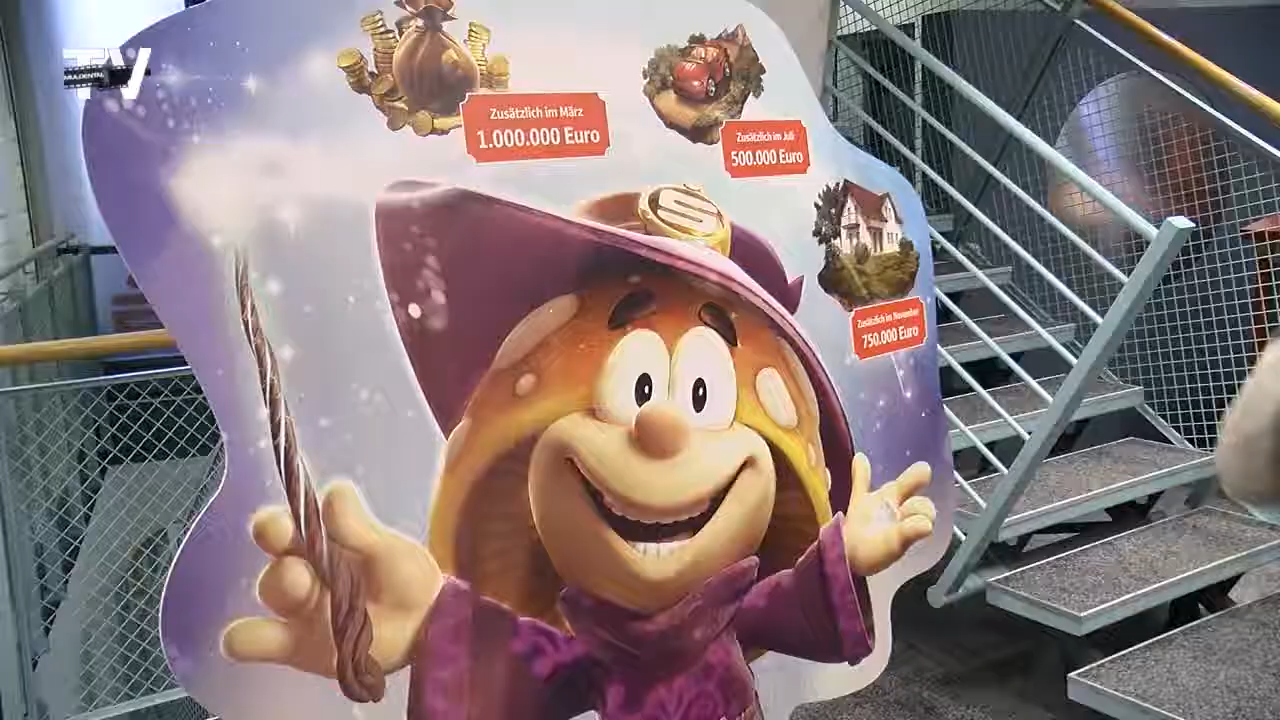 TV
Zusätzlich im März
1.000.000 Euro
Zusätzlich im Juli
500.000 Euro
S
Zusätzlich im November
750.000 Euro